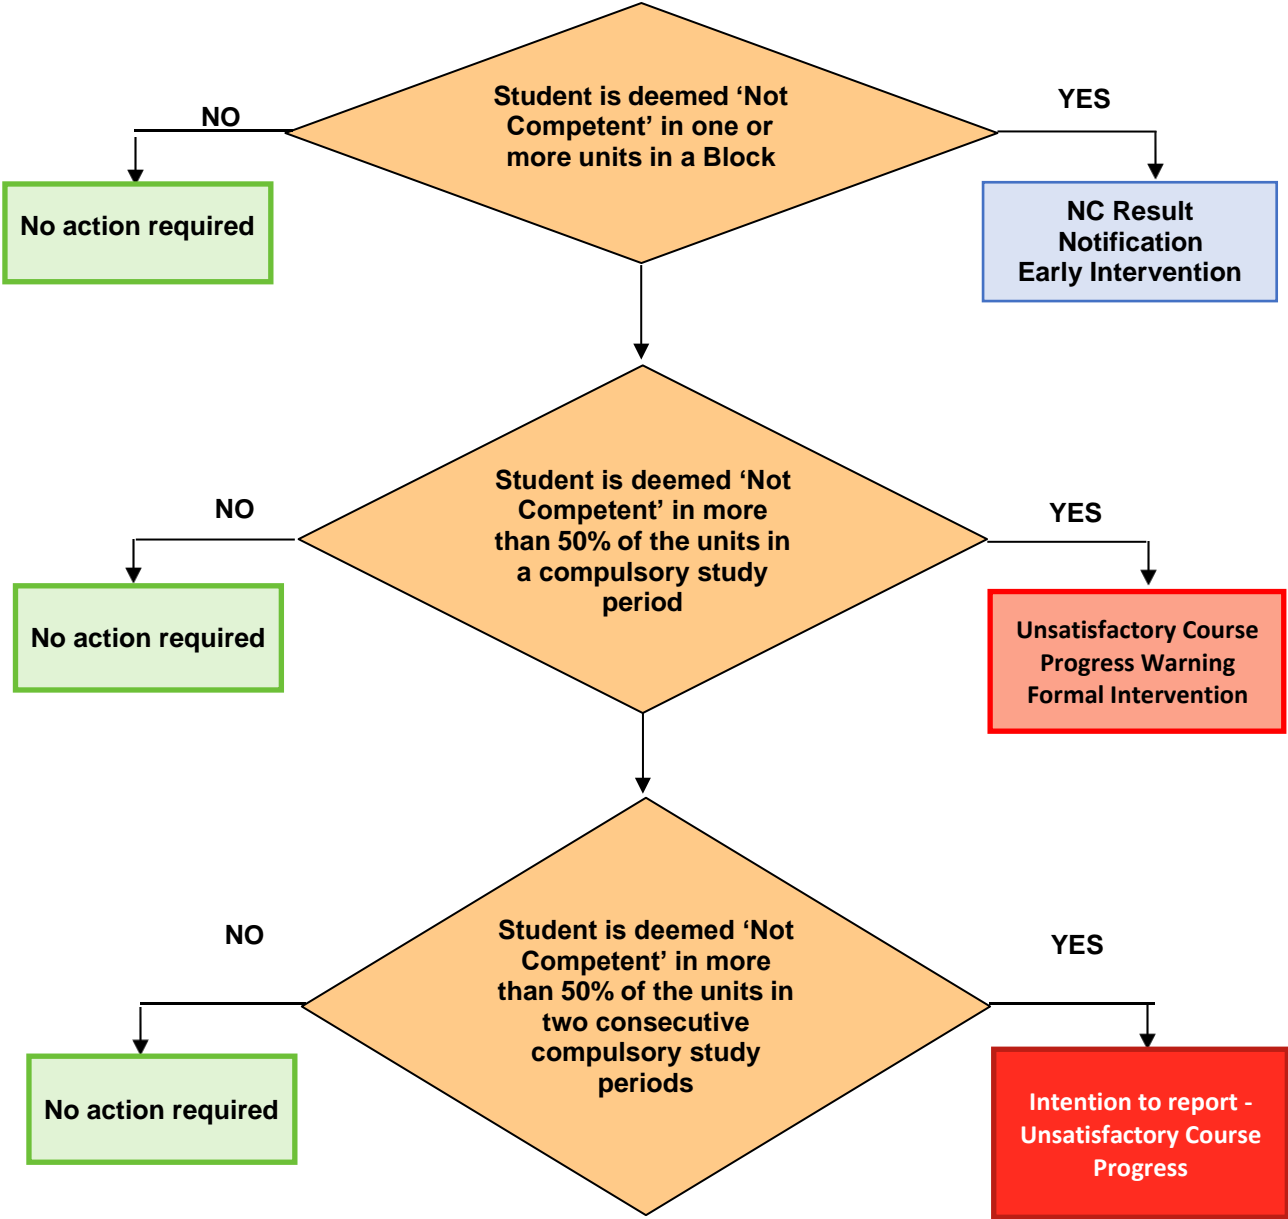 Student is deemed ‘Not
Competent’ in one or
more units in a Block
NO
YES
No action required
NC Result
Notification
Early Intervention
Student is deemed ‘Not
Competent’ in more
than 50% of the units in
a compulsory study
period
NO
YES
No action required
Unsatisfactory Course
Progress Warning
Formal Intervention
Student is deemed ‘Not
Competent’ in more
than 50% of the units in
two consecutive
compulsory study
periods
NO
YES
No action required
Intention to report -
Unsatisfactory Course
Progress